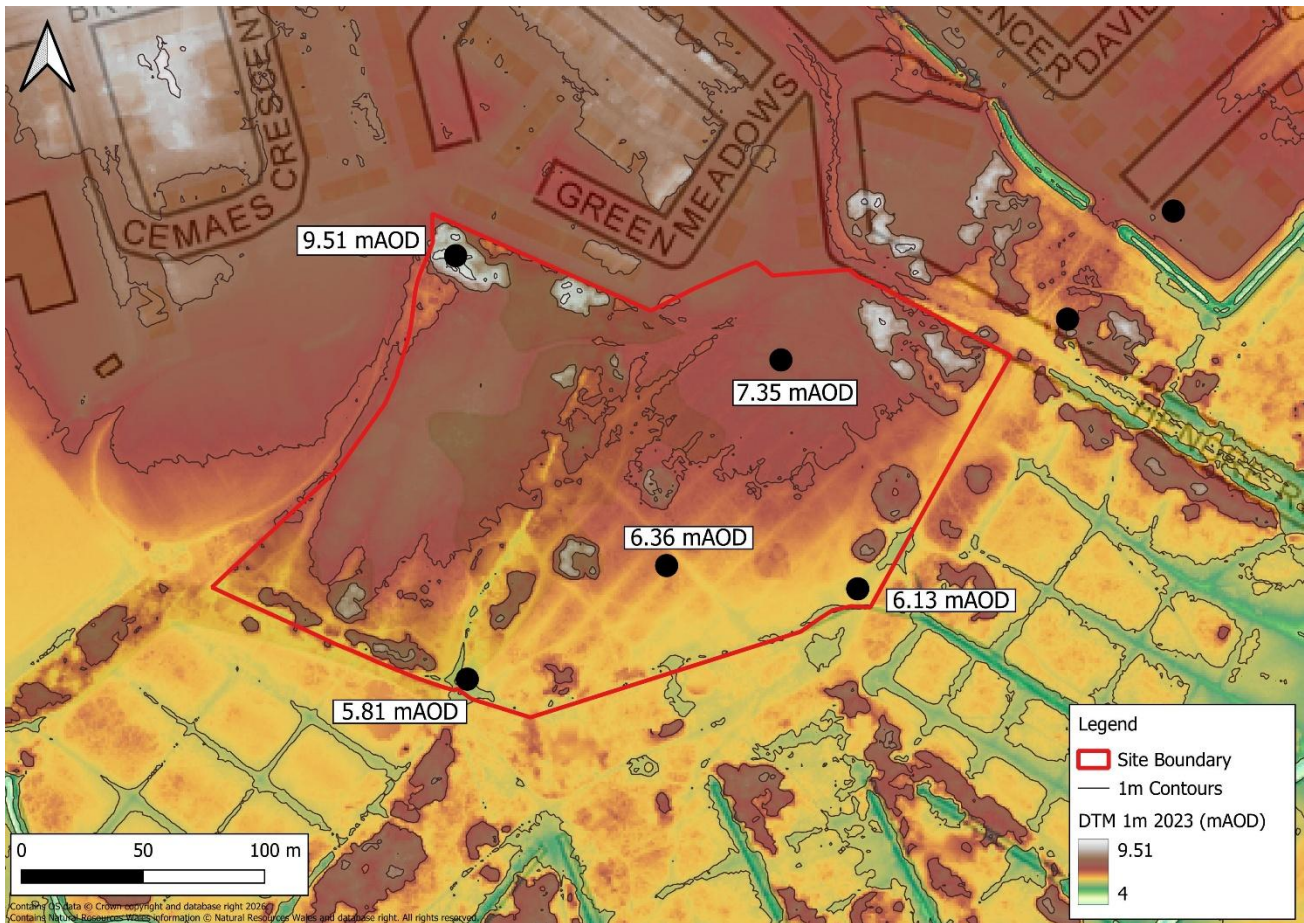 CEMAES CRESCENT
GREEN MEADOWS
9.51 mAOD
7.35 mAOD
6.36 mAOD
6.13 mAOD
5.81 mAOD
Legend
Site Boundary
1m Contours
DTM 1m 2023 (mAOD)
9.51
4
0 50 100 m
Contains OS data © Crown copyright and database right 2026
Contains Natural Resources Wales information © Natural Resources Wales and database right. All rights reserved.